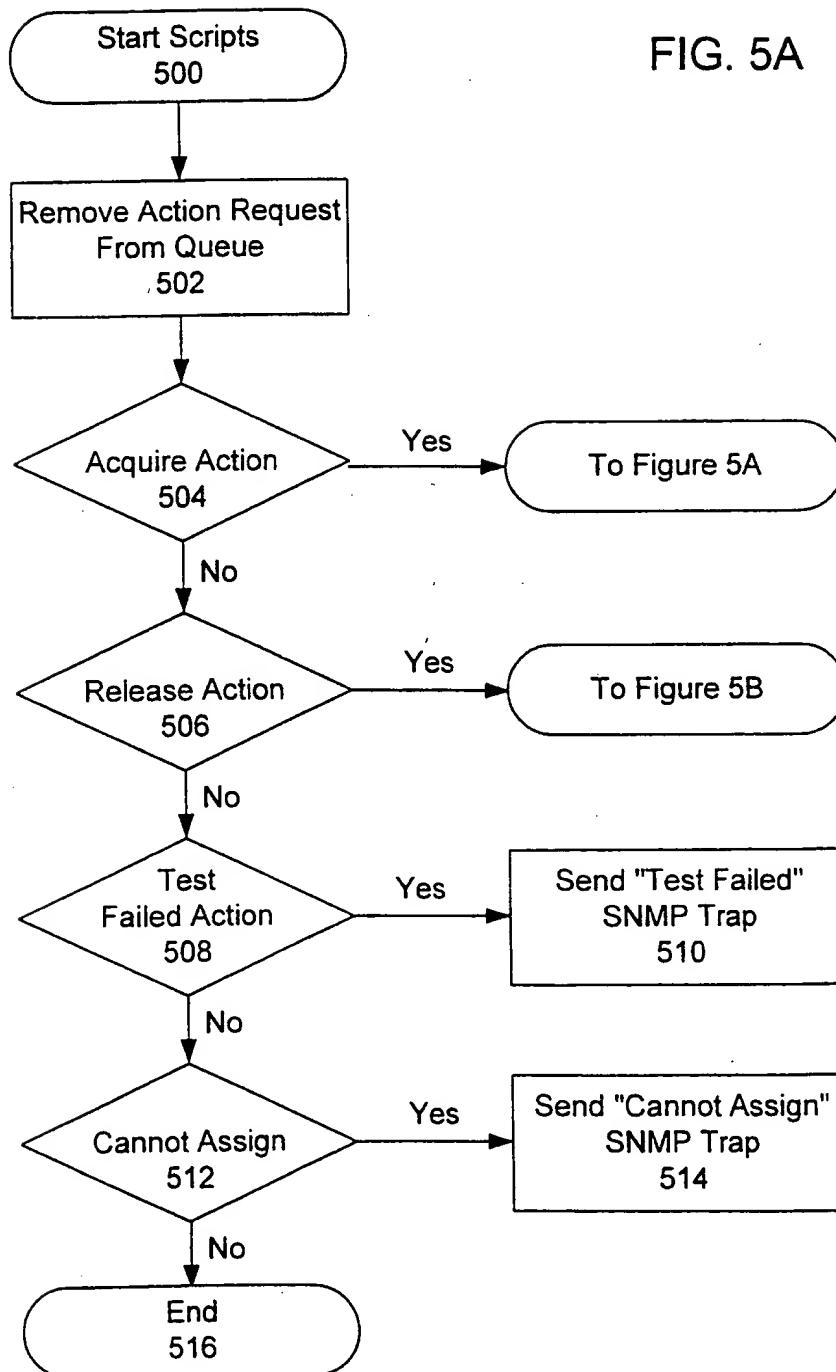 FIG. 5A
Start Scripts
500
Remove Action Request
From Queue
502
Acquire Action
504
Yes
To Figure 5A
No
Release Action
506
Yes
To Figure 5B
No
Test
Failed Action
508
Yes
Send "Test Failed"
SNMP Trap
510
No
Cannot Assign
512
Yes
Send "Cannot Assign"
SNMP Trap
514
No
End
516